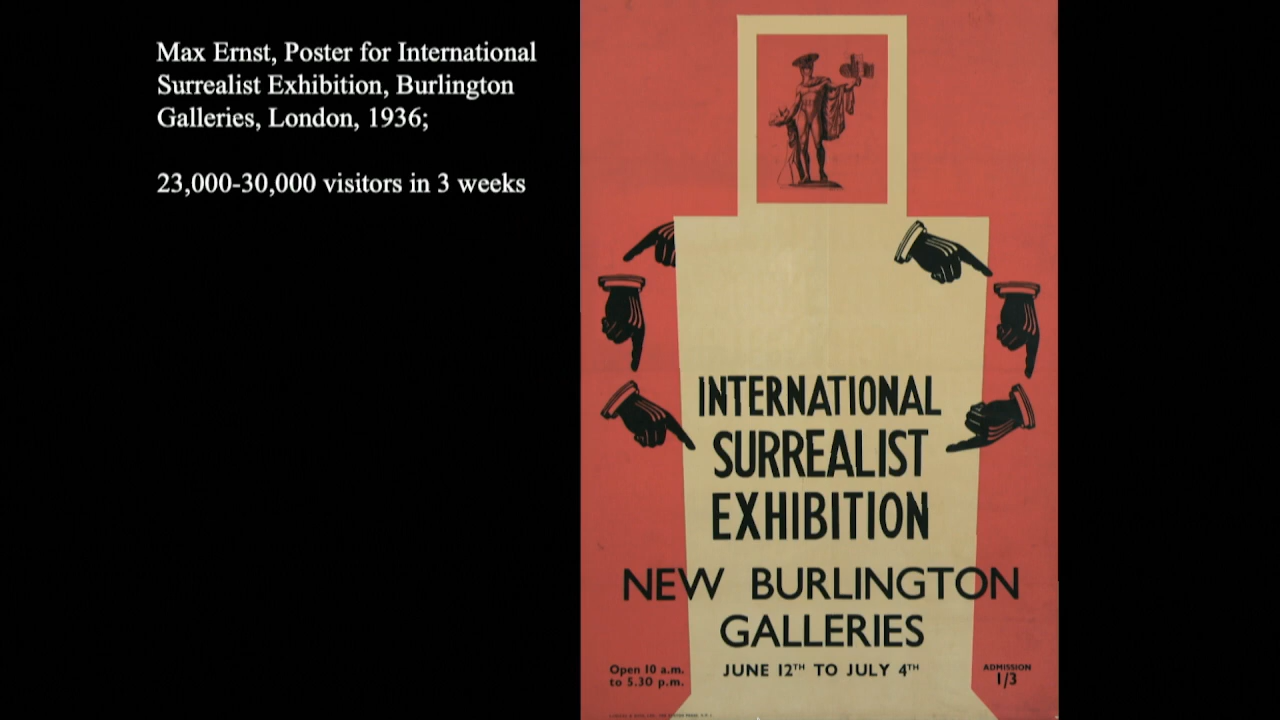 Max Ernst, Poster for International
Surrealist Exhibition, Burlington
Galleries, London, 1936;
23,000-30,000 visitors in 3 weeks
INTERNATIONAL
SURREALIST
EXHIBITION
NEW BURLINGTON
GALLERIES
Open 10 a.m.
to 5.30 p.m.
JUNE 12TH TO JULY 4TH
ADMISSION
1/3